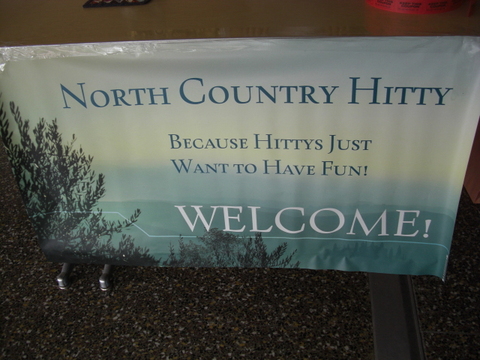 North Country Hitty
Because Hittys Just
Want to Have Fun!
WELCOME!